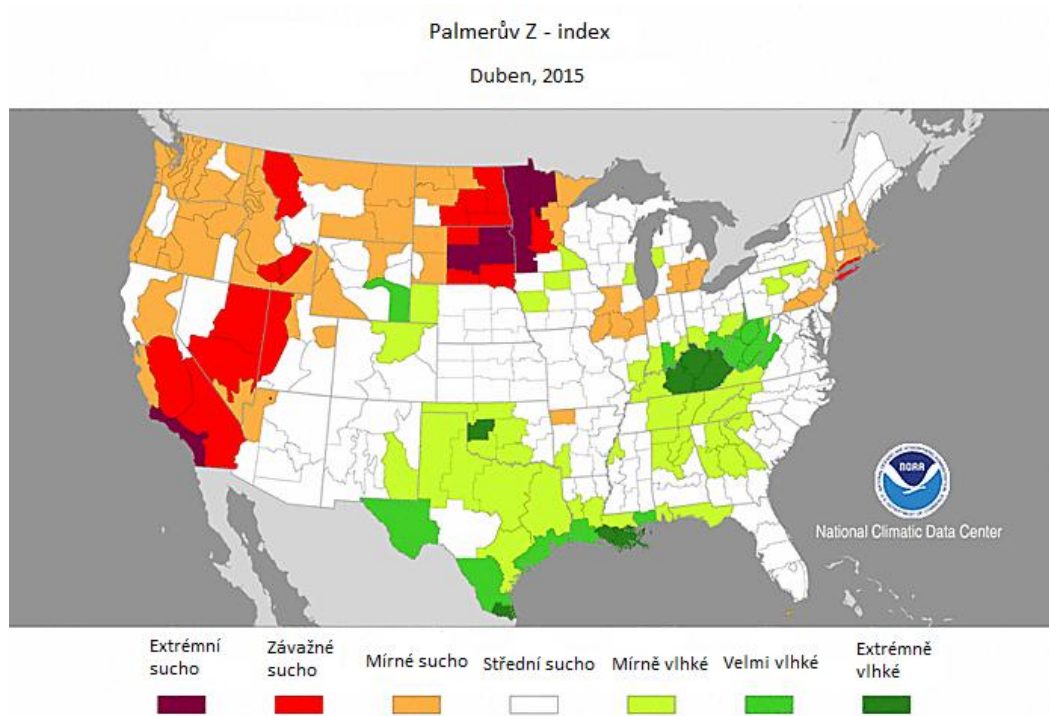 Palmerův Z - index
Duben, 2015
NOAA
National Climatic Data Center
Extrémní
sucho
Závažné
sucho
Mírné sucho
Střední sucho
Mírně vlhké
Velmi vlhké
Extrémně
vlhké